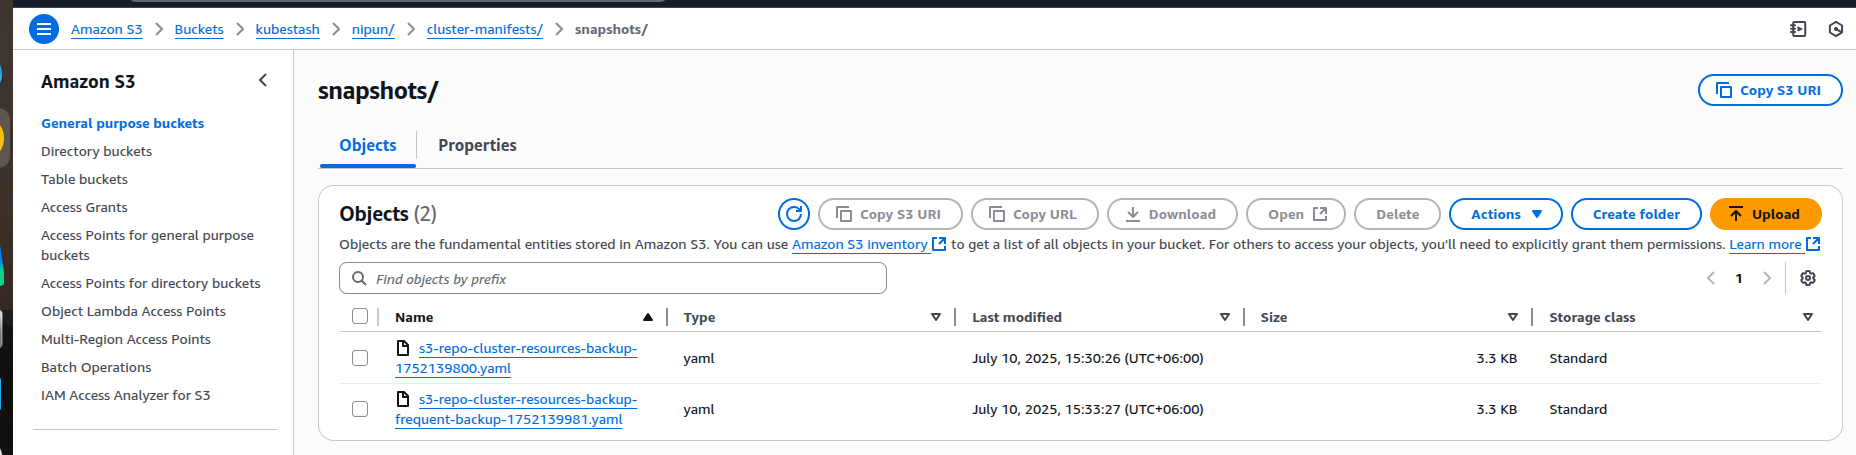 Amazon S3 > Buckets > kubestash > nipun/ > cluster-manifests/ > snapshots/
Amazon S3
General purpose buckets
Directory buckets
Table buckets
Access Grants
Access Points for general purpose
buckets
Access Points for directory buckets
Object Lambda Access Points
Multi-Region Access Points
Batch Operations
IAM Access Analyzer for S3
snapshots/
Copy S3 URI
Objects
Properties
Objects (2)
Copy S3 URI
Copy URL
Download
Open
Delete
Actions
Create folder
Upload
Objects are the fundamental entities stored in Amazon S3. You can use Amazon S3 inventory to get a list of all objects in your bucket. For others to access your objects, you'll need to explicitly grant them permissions. Learn more
Find objects by prefix
1
Name Type Last modified Size Storage class
s3-repo-cluster-resources-backup-
1752139800.yaml
yaml July 10, 2025, 15:30:26 (UTC+06:00) 3.3 KB Standard
s3-repo-cluster-resources-backup-
frequent-backup-1752139981.yaml
yaml July 10, 2025, 15:33:27 (UTC+06:00) 3.3 KB Standard